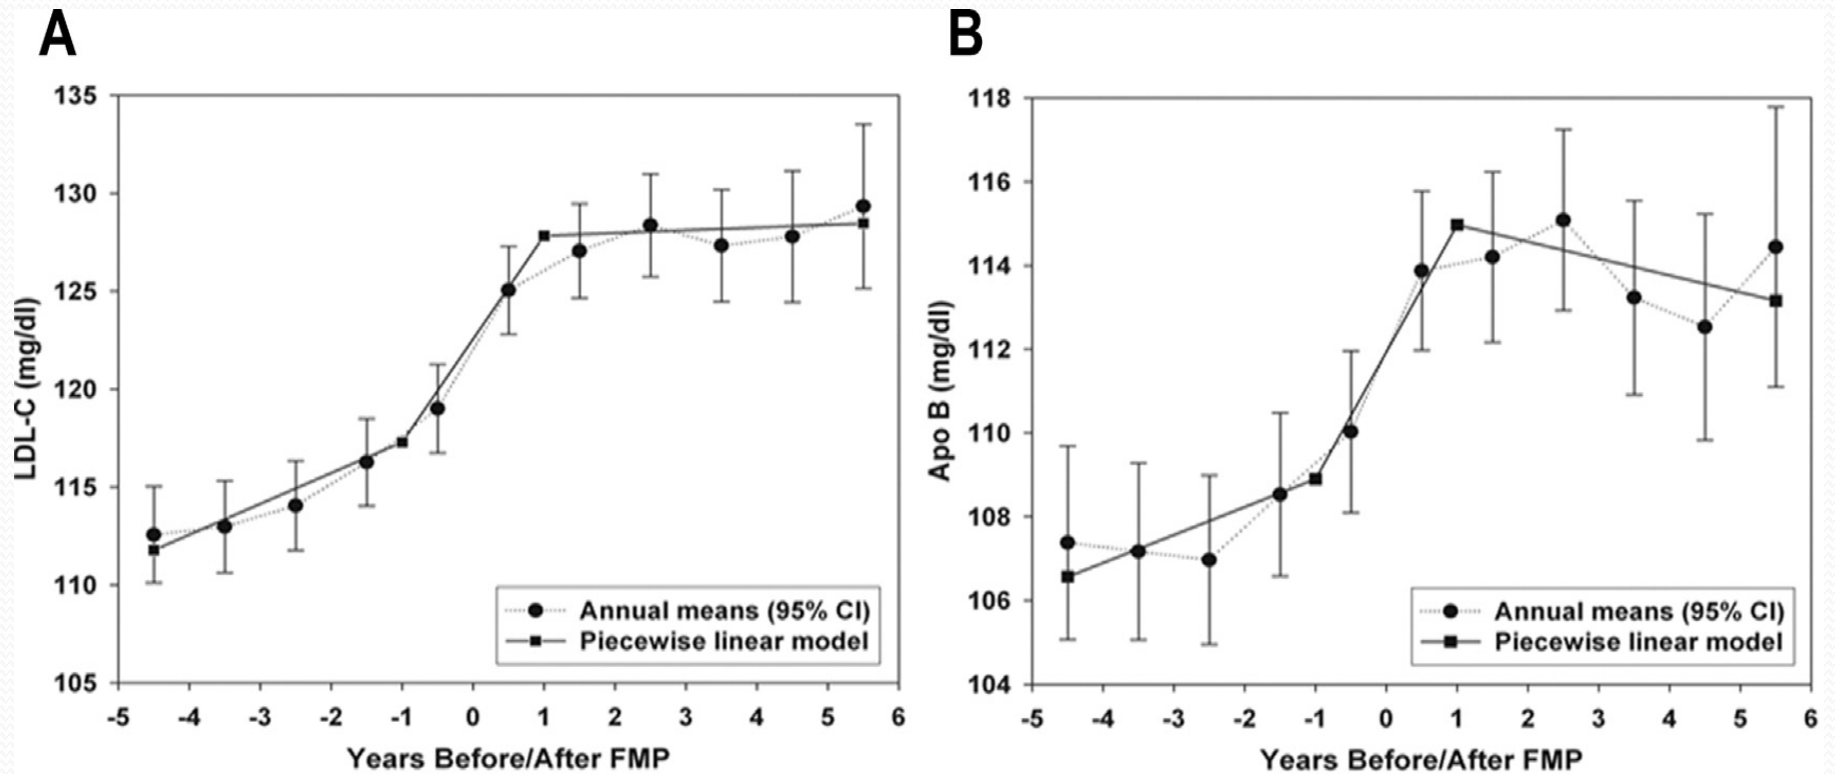 A
135
130
125
120
115
110
105
LDL-C (mg/dl)
Annual means (95% CI)
Piecewise linear model
-5 -4 -3 -2 -1 0 1 2 3 4 5 6
Years Before/After FMP
B
118
116
114
112
110
108
106
104
Apo B (mg/dl)
Annual means (95% CI)
Piecewise linear model
-5 -4 -3 -2 -1 0 1 2 3 4 5 6
Years Before/After FMP